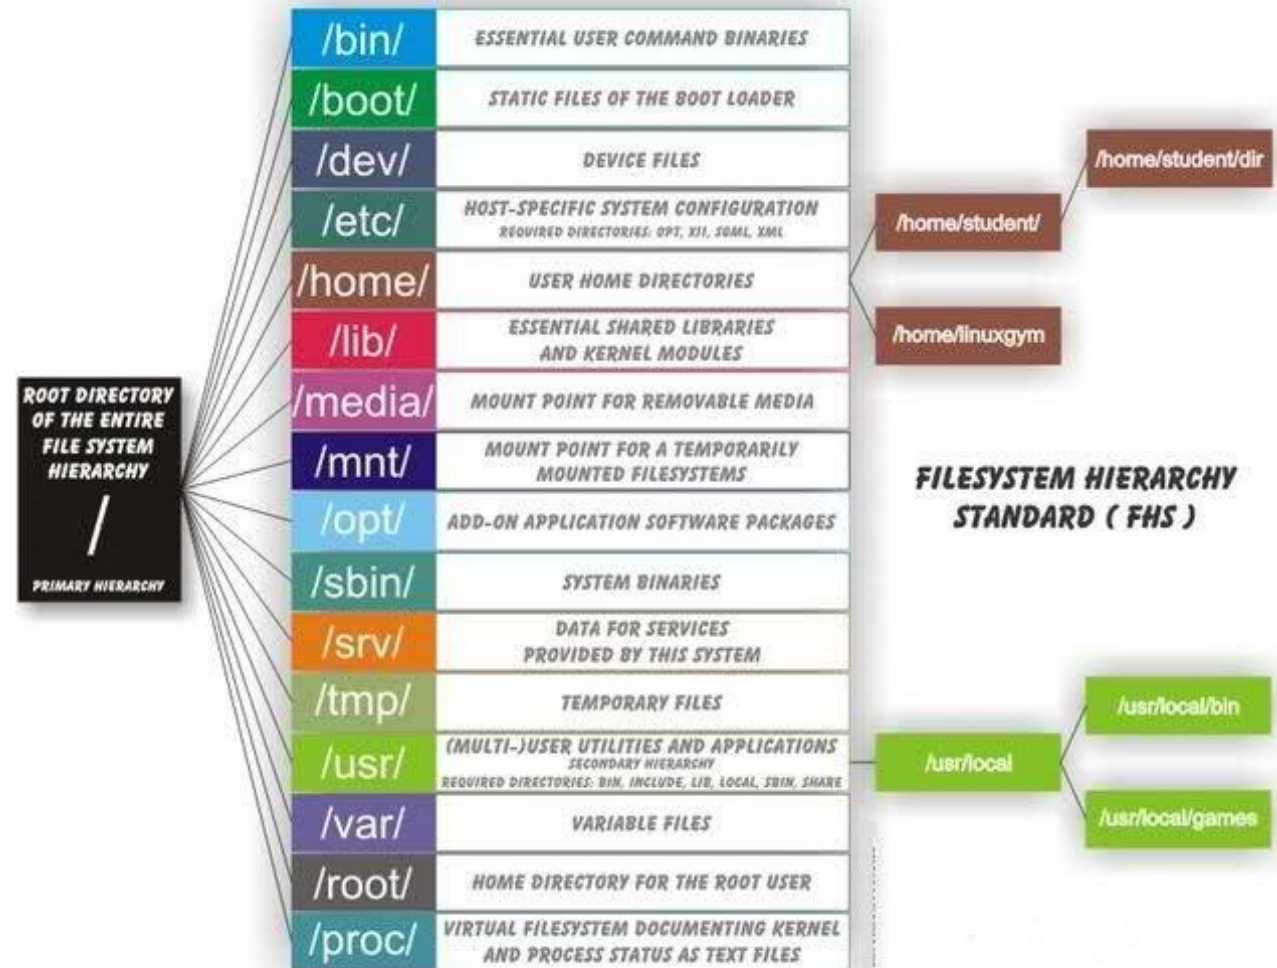 /bin/
ESSENTIAL USER COMMAND BINARIES
/boot/
STATIC FILES OF THE BOOT LOADER
/dev/
DEVICE FILES
/home/student/dir
/etc/
HOST-SPECIFIC SYSTEM CONFIGURATION
REQUIRED DIRECTORIES: OPT, XII, SGML, XML
/home/student/
/home/
USER HOME DIRECTORIES
/lib/
ESSENTIAL SHARED LIBRARIES
AND KERNEL MODULES
/home/linuxgym
ROOT DIRECTORY
OF THE ENTIRE
FILE SYSTEM
HIERARCHY
/
PRIMARY HIERARCHY
/media/
MOUNT POINT FOR REMOVABLE MEDIA
/mnt/
MOUNT POINT FOR A TEMPORARILY
MOUNTED FILESYSTEMS
FILESYSTEM HIERARCHY
STANDARD ( FHS )
/opt/
ADD-ON APPLICATION SOFTWARE PACKAGES
/sbin/
SYSTEM BINARIES
/srv/
DATA FOR SERVICES
PROVIDED BY THIS SYSTEM
/tmp/
TEMPORARY FILES
/usr/
(MULTI-)USER UTILITIES AND APPLICATIONS
SECONDARY HIERARCHY
REQUIRED DIRECTORIES: BIN, INCLUDE, LIB, LOCAL, SBIN, SHARE
/usr/local
/usr/local/bin
/usr/local/games
/var/
VARIABLE FILES
/root/
HOME DIRECTORY FOR THE ROOT USER
/proc/
VIRTUAL FILESYSTEM DOCUMENTING KERNEL
AND PROCESS STATUS AS TEXT FILES